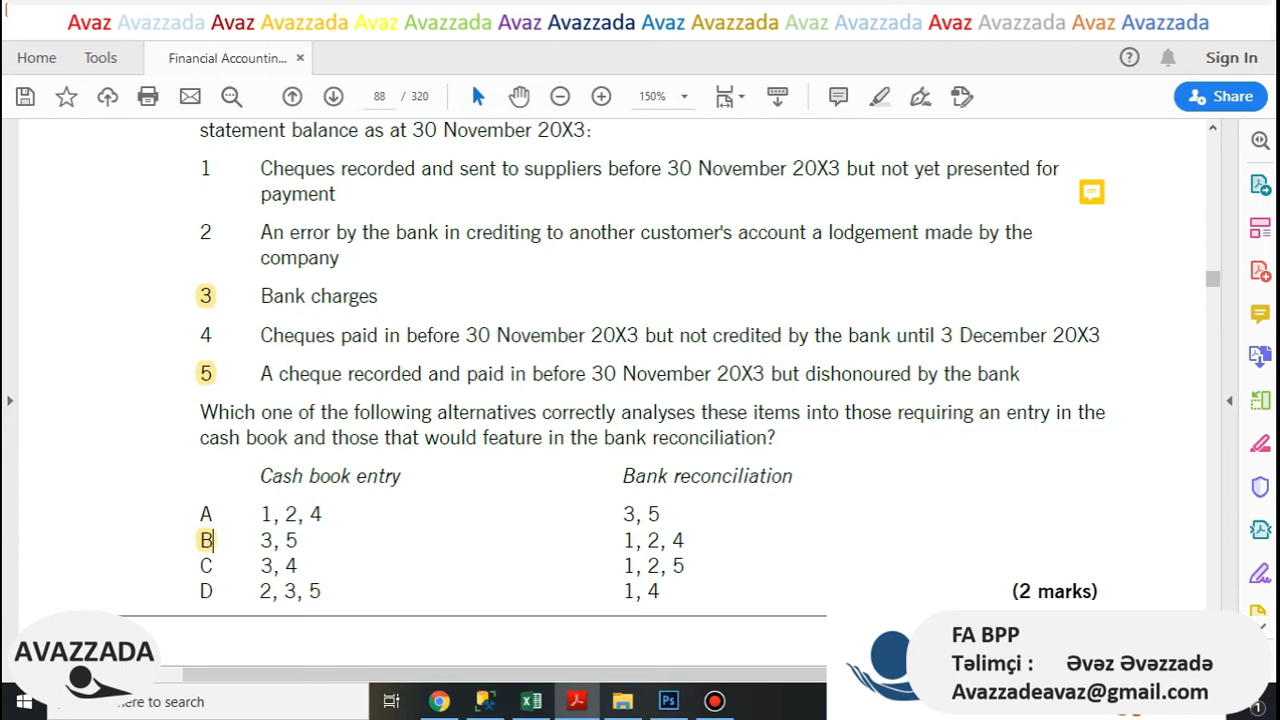 Avaz Avazzada Avaz Avazzada Avaz Avazzada Avaz Avazzada Avaz Avazzada Avaz Avazzada Avaz Avazzada Avaz Avazzada
Home Tools Financial Accountin... × Sign In
88 / 320 150% Share
statement balance as at 30 November 20X3:
1 Cheques recorded and sent to suppliers before 30 November 20X3 but not yet presented for
payment
2 An error by the bank in crediting to another customer's account a lodgement made by the
company
3 Bank charges
4 Cheques paid in before 30 November 20X3 but not credited by the bank until 3 December 20X3
5 A cheque recorded and paid in before 30 November 20X3 but dishonoured by the bank
Which one of the following alternatives correctly analyses these items into those requiring an entry in the
cash book and those that would feature in the bank reconciliation?
Cash book entry Bank reconciliation
A 1, 2, 4 3, 5
B 3, 5 1, 2, 4
C 3, 4 1, 2, 5
D 2, 3, 5 1, 4 (2 marks)
AVAZZADA
FA BPP
Təlimçi : Əvəz Əvəzzadə
Avazzadeavaz@gmail.com
here to search
Ps
1